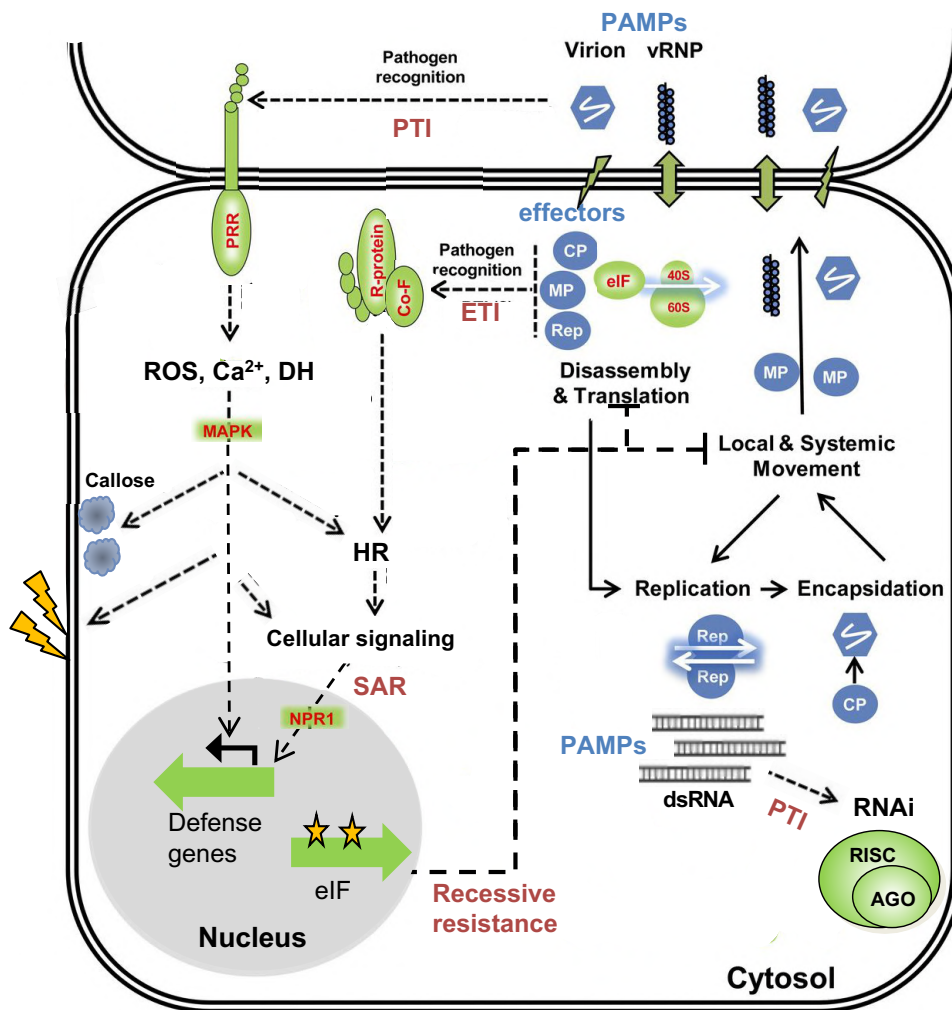 PAMPs
Virion vRNP
Pathogen
recognition
PTI
PRR
effectors
R-protein
Co-F
Pathogen
recognition
ETI
CP
MP
Rep
eIF
40S
60S
ROS, Ca²⁺, DH
MAPK
Disassembly
& Translation
MP
MP
Callose
Local & Systemic
Movement
HR
Replication
Encapsidation
Cellular signaling
SAR
Rep
Rep
CP
NPR1
PAMPs
dsRNA
PTI
RNAi
Defense
genes
RISC
AGO
eIF
Recessive
resistance
Nucleus
Cytosol